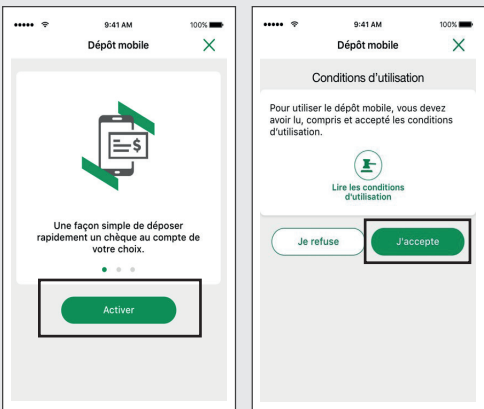 9:41 AM
100%
Dépôt mobile
$
Une façon simple de déposer
rapidement un chèque au compte de
votre choix.
Activer
9:41 AM
100%
Dépôt mobile
Conditions d'utilisation
Pour utiliser le dépôt mobile, vous devez
avoir lu, compris et accepté les conditions
d'utilisation.
Lire les conditions
d'utilisation
Je refuse
J'accepte